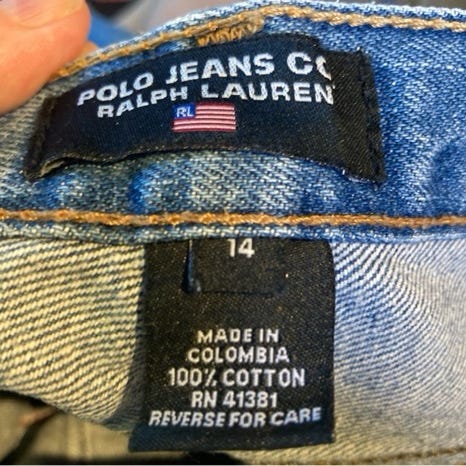 POLO JEANS CO
RALPH LAUREN
RL
14
MADE IN
COLOMBIA
100% COTTON
RN 41381
REVERSE FOR CARE